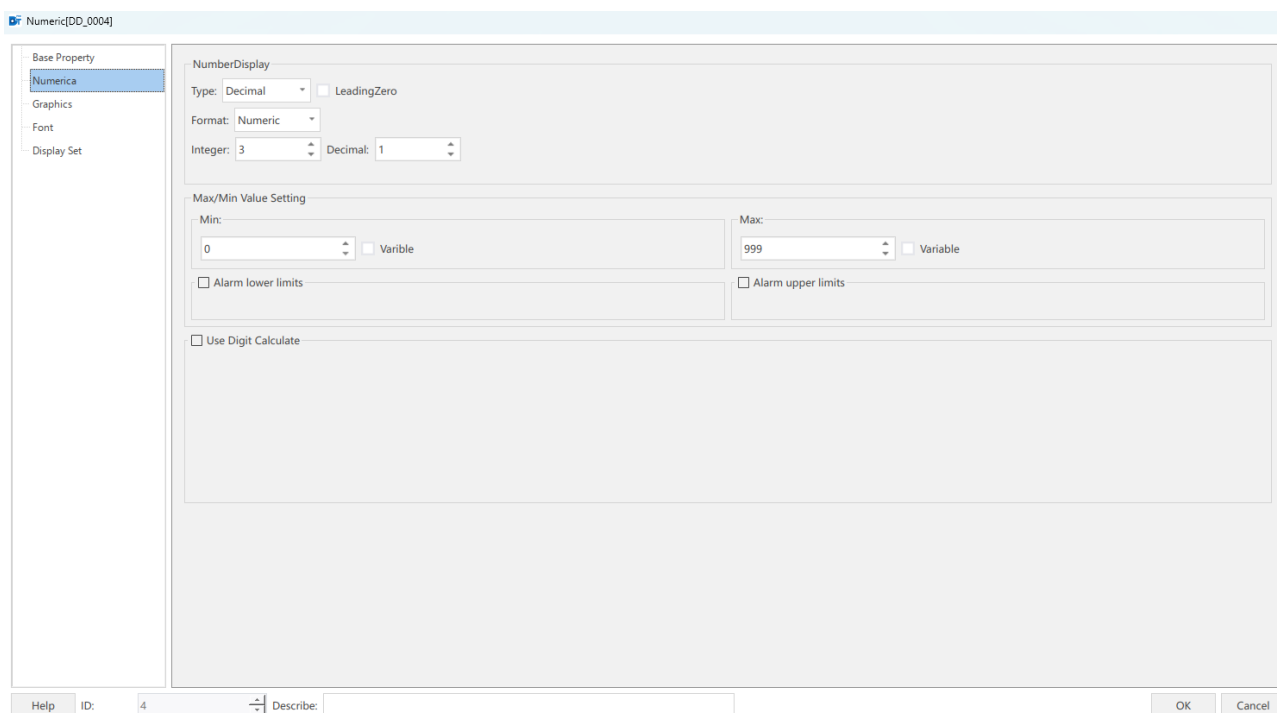 Numeric[DD_0004]
Base Property
Numerica
Graphics
Font
Display Set
NumberDisplay
Type: Decimal LeadingZero
Format: Numeric
Integer: 3 Decimal: 1
Max/Min Value Setting
Min: Max:
0 Varible 999 Variable
Alarm lower limits Alarm upper limits
Use Digit Calculate
Help ID: 4 Describe: OK Cancel